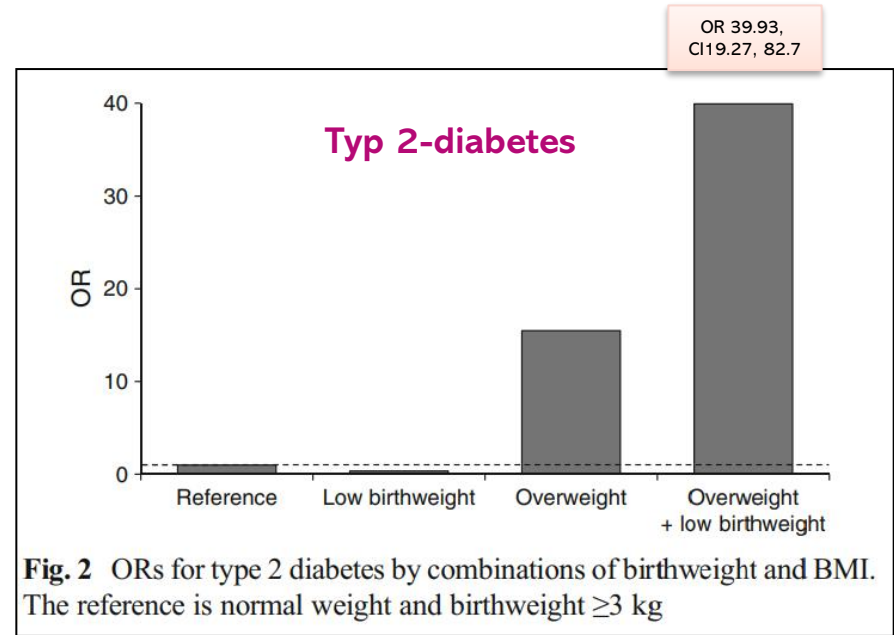 OR 39.93,
CI19.27, 82.7
Typ 2-diabetes
OR
40
30
20
10
0
Reference
Low birthweight
Overweight
Overweight
+ low birthweight
Fig. 2 ORs for type 2 diabetes by combinations of birthweight and BMI.
The reference is normal weight and birthweight ≥3 kg